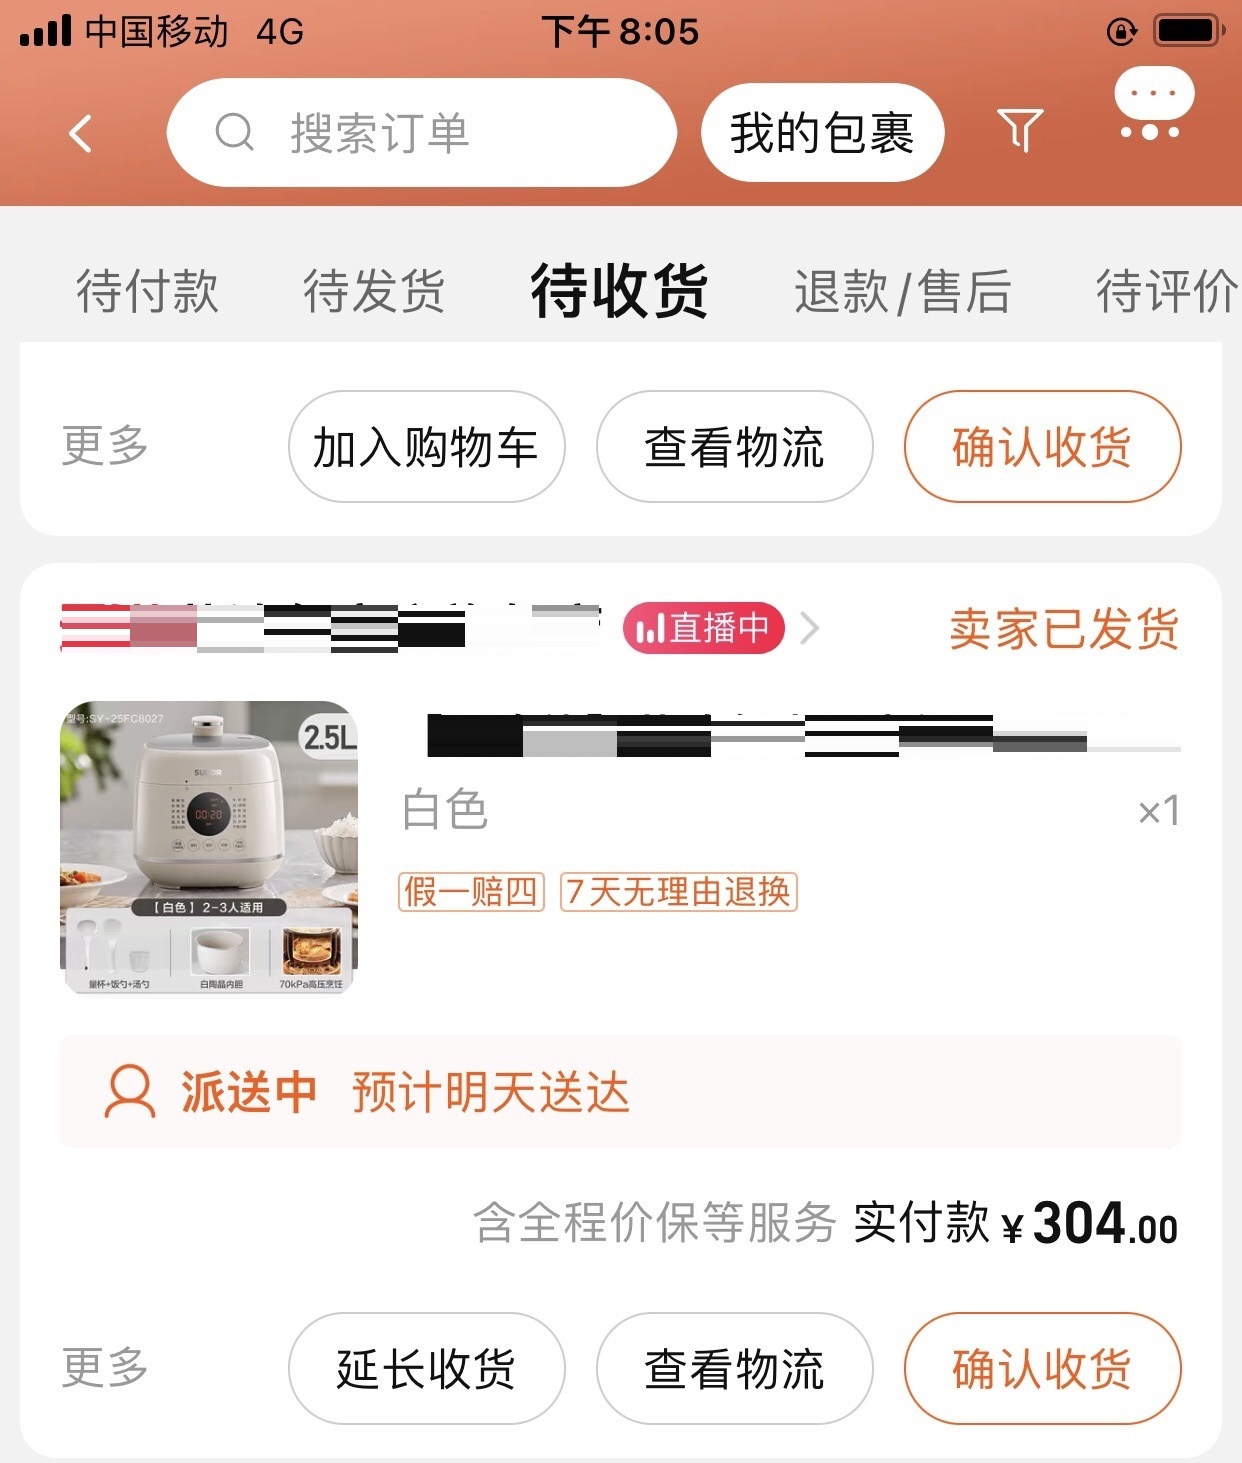 中国移动 4G 下午8:05
搜索订单 我的包裹
待付款 待发货 待收货 退款/售后 待评价
更多 加入购物车 查看物流 确认收货
直播中 卖家已发货
型号:SY-25FC8027
2.5L
SUPOR
00:20
白色 ×1
假一赔四 7天无理由退换
【白色】2-3人适用
量杯+饭勺+汤勺 白陶晶内胆 70kPa高压烹饪
派送中 预计明天送达
含全程价保等服务 实付款 ¥304.00
更多 延长收货 查看物流 确认收货